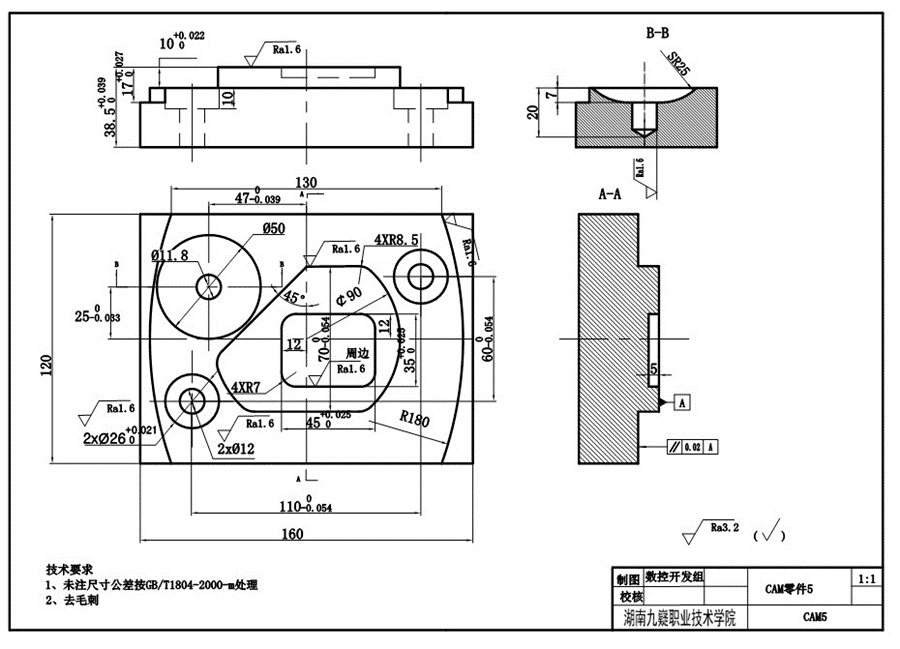 10 +0.022 0
Ra1.6
38.5 +0.039 0
17 +0.027 0
10
B-B
SR25
7
20
Ra1.6
A-A
130
47 0 -0.039
A
Ø50
Ø11.8
Ra1.6
4XR8.5
Ra1.6
B
B
45°
¢90
25 0 -0.033
12
12
70 0 -0.054
周边
Ra1.6
35 +0.025 0
60 0 -0.054
120
4XR7
Ra1.6
Ra1.6
45 +0.025 0
R180
2xØ26 +0.021 0
2xØ12
A
110 0 -0.054
160
5
A
// 0.02 A
Ra3.2 (√)
技术要求
1、未注尺寸公差按GB/T1804-2000-m处理
2、去毛刺
制图 数控开发组 CAM零件5 1:1
校核
湖南九嶷职业技术学院 CAM5